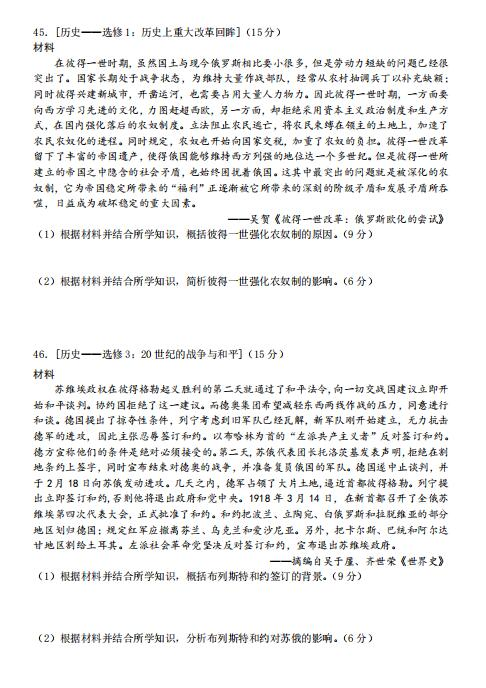 45. [历史——选修 1：历史上重大改革回眸]（15 分）
材料
在彼得一世时期，虽然国土与现今俄罗斯相比要小很多，但是劳动力短缺的问题已经很
突出了。国家长期处于战争状态，为维持大量作战部队，经常从农村抽调兵丁以补充缺额；
同时彼得兴建新城市，开凿运河，也需要占用大量人力物力。因此彼得一世时期，一方面要
向西方学习先进的文化，力图赶超西欧，另一方面，却拒绝采用资本主义政治制度和生产方
式，在国内强化落后的农奴制度。立法阻止农民逃亡，将农民束缚在领主的土地上，加速了
农民农奴化的进程。同时规定，农奴也开始向国家交税，加重了农奴的负担。彼得一世改革
留下了丰富的帝国遗产，使得俄国能够维持西方列强的地位达一个多世纪。但是彼得一世所
建立的帝国之中隐含的社会矛盾，也始终困扰着俄国。这其中最突出的问题就是被深化的农
奴制，它为帝国稳定所带来的“福利”正逐渐被它所带来的深刻的阶级矛盾和发展矛盾所吞
噬，日益成为破坏稳定的重大因素。
——吴贺《彼得一世改革：俄罗斯欧化的尝试》
（1）根据材料并结合所学知识，概括彼得一世强化农奴制的原因。（9 分）
（2）根据材料并结合所学知识，简析彼得一世强化农奴制的影响。（6 分）
46. [历史——选修 3：20 世纪的战争与和平]（15 分）
材料
苏维埃政权在彼得格勒起义胜利的第二天就通过了和平法令，向一切交战国建议立即开
始和平谈判。协约国拒绝了这一建议。而德奥集团希望减轻东西两线作战的压力，同意进行
和谈。德国提出了掠夺性条件，列宁考虑到旧军队已经瓦解，新军队刚开始建立，无力抗击
德军的进攻，因此主张忍辱签订和约。以布哈林为首的“左派共产主义者”反对签订和约。
德方宣称他们的条件是绝对必须接受的。第二天，苏俄代表团长托洛茨基发表声明，拒绝在割
地条约上签字，同时宣布结束对德奥的战争，并准备复员俄国的军队。德国遂中止谈判，并
于 2 月 18 日向苏俄发动进攻。几天之内，德军占领了大片土地，逼近首都彼得格勒。列宁提
出立即签订和约，否则他将退出政府和党中央。1918 年 3 月 14 日，在新首都召开了全俄苏
维埃第四次代表大会，正式批准了和约。和约把波兰、立陶宛、白俄罗斯和拉脱维亚的部分
地区划归德国；规定红军应撤离芬兰、乌克兰和爱沙尼亚。另外，把卡尔斯、巴统和阿尔达
甘地区割给土耳其。左派社会革命党坚决反对签订和约，宣布退出苏维埃政府。
——摘编自吴于廑、齐世荣《世界史》
（1）根据材料并结合所学知识，概括布列斯特和约签订的背景。（9 分）
（2）根据材料并结合所学知识，分析布列斯特和约对苏俄的影响。（6 分）